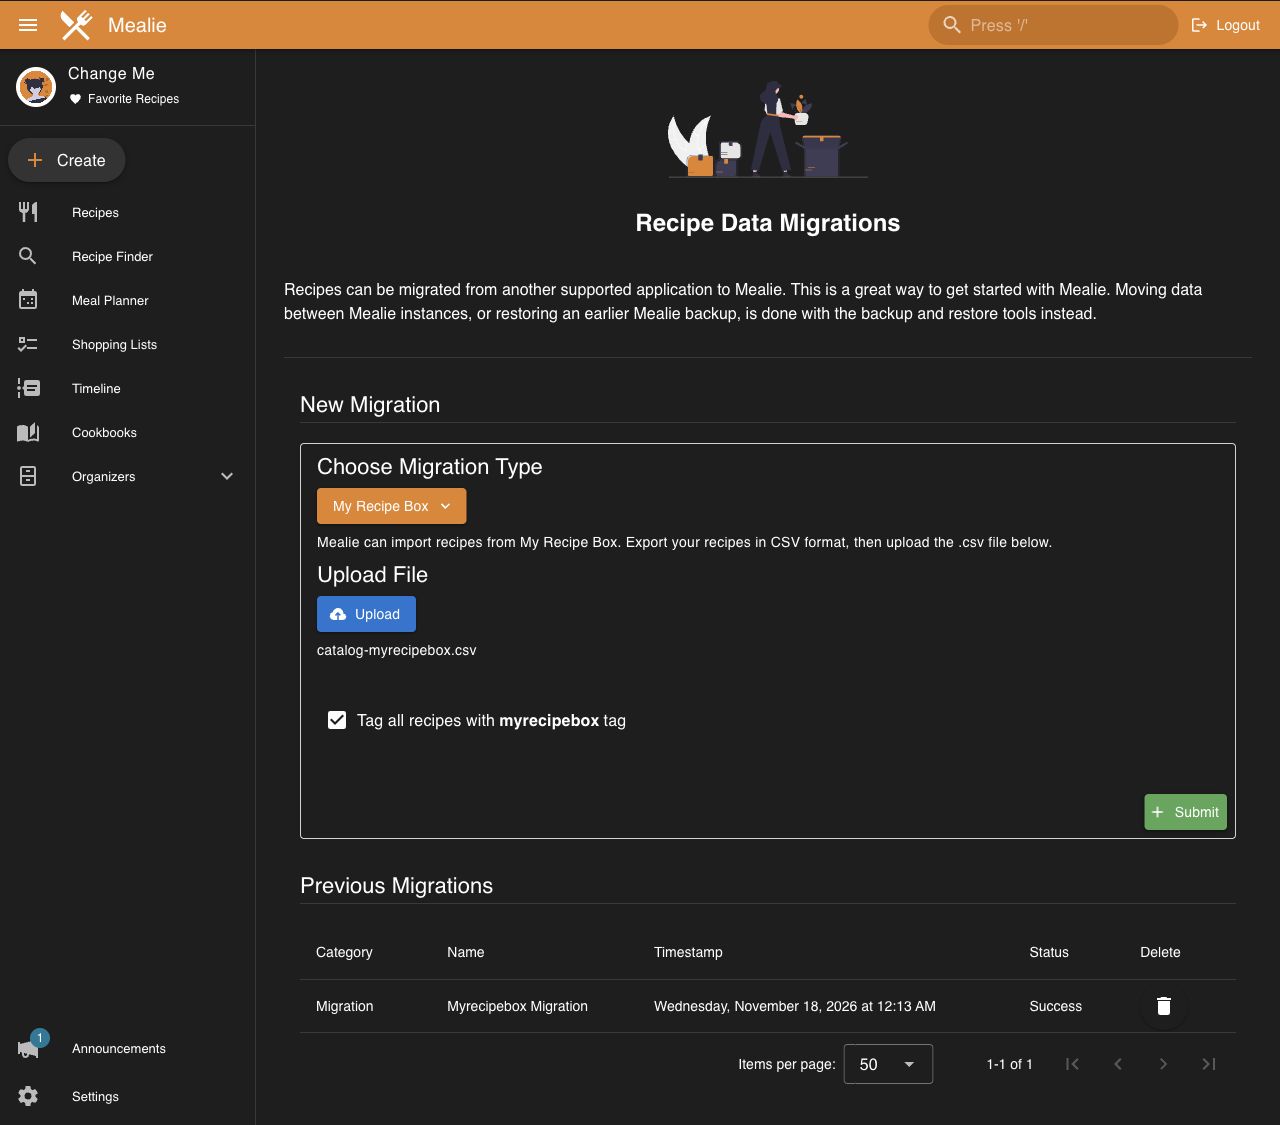 Mealie
Press '/'
Logout
Change Me
Favorite Recipes
Create
Recipes
Recipe Finder
Meal Planner
Shopping Lists
Timeline
Cookbooks
Organizers
1
Announcements
Settings
Recipe Data Migrations
Recipes can be migrated from another supported application to Mealie. This is a great way to get started with Mealie. Moving data
between Mealie instances, or restoring an earlier Mealie backup, is done with the backup and restore tools instead.
New Migration
Choose Migration Type
My Recipe Box
Mealie can import recipes from My Recipe Box. Export your recipes in CSV format, then upload the .csv file below.
Upload File
Upload
catalog-myrecipebox.csv
Tag all recipes with myrecipebox tag
Submit
Previous Migrations
Category Name Timestamp Status Delete
Migration Myrecipebox Migration Wednesday, November 18, 2026 at 12:13 AM Success
Items per page: 50 1-1 of 1